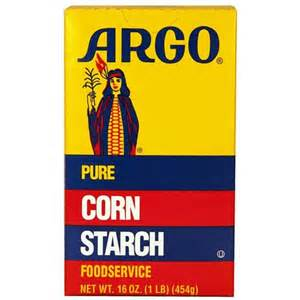 ARGO®
PURE
CORN
STARCH
FOODSERVICE
NET WT. 16 OZ. (1 LB) (454g)